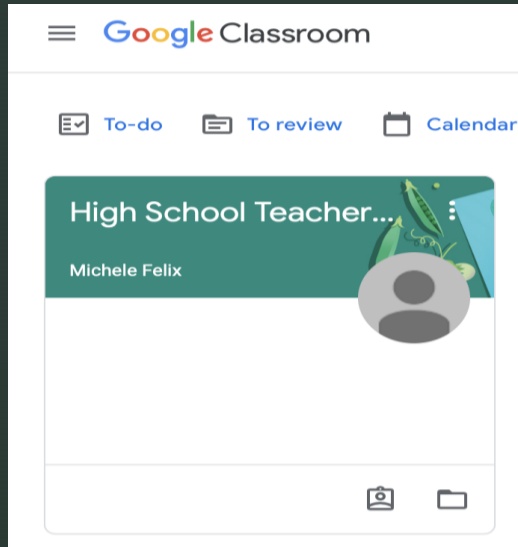 Google Classroom
To-do To review Calendar
High School Teacher...
Michele Felix